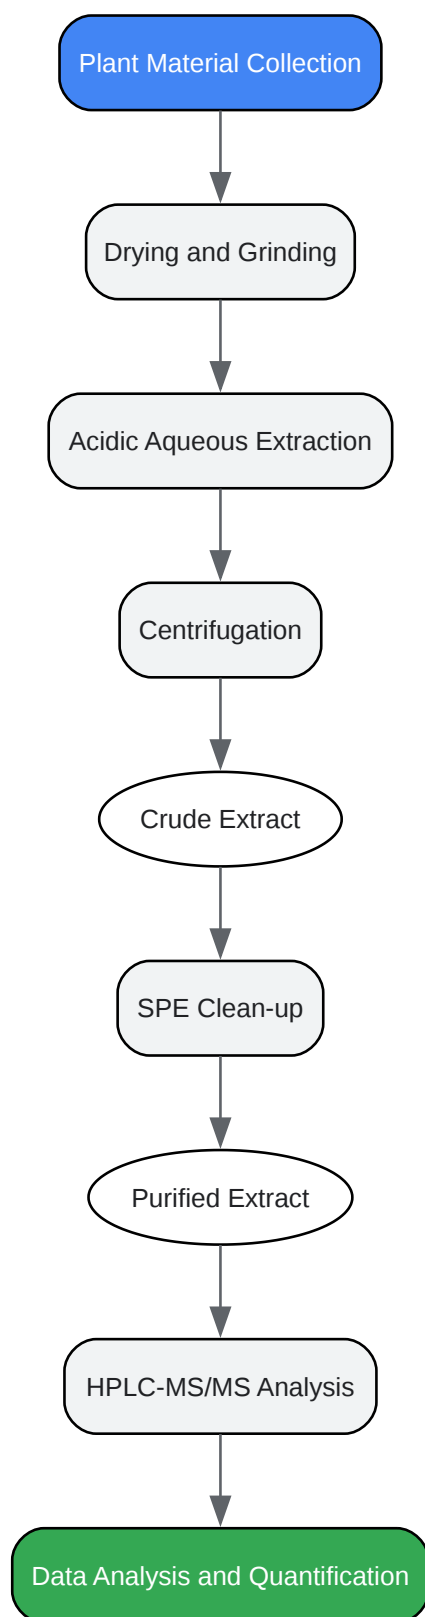 Plant Material Collection
Drying and Grinding
Acidic Aqueous Extraction
Centrifugation
Crude Extract
SPE Clean-up
Purified Extract
HPLC-MS/MS Analysis
Data Analysis and Quantification